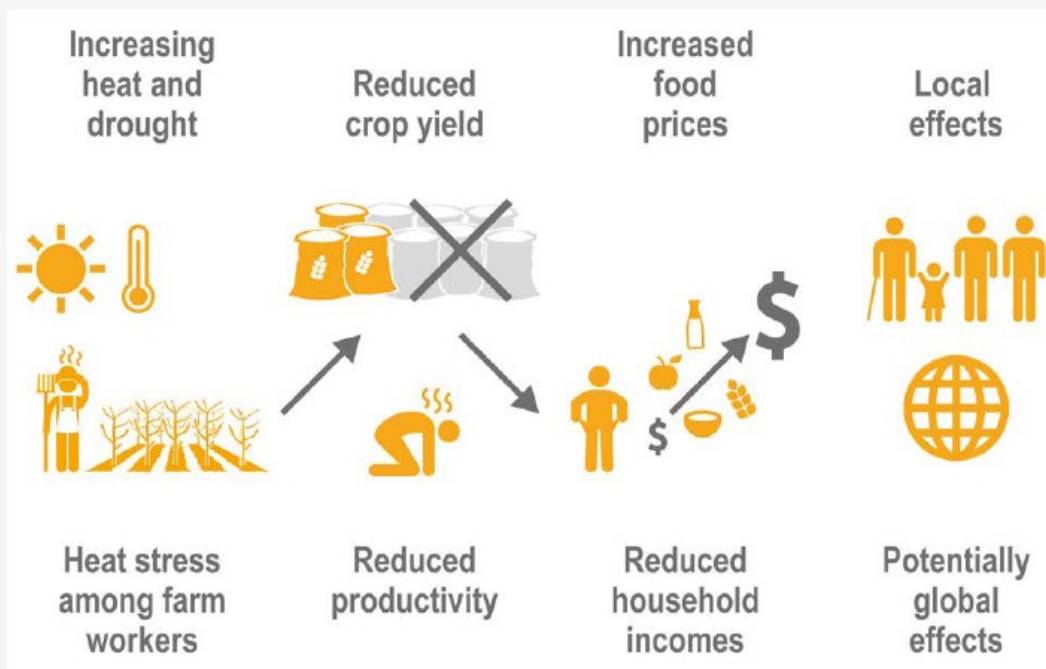 Increasing
heat and
drought
Reduced
crop yield
Increased
food
prices
Local
effects
$
$
Heat stress
among farm
workers
Reduced
productivity
Reduced
household
incomes
Potentially
global
effects